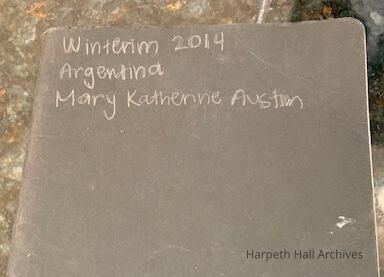 Winterim 2014
Argentina
Mary Katherine Austin
Harpeth Hall Archives